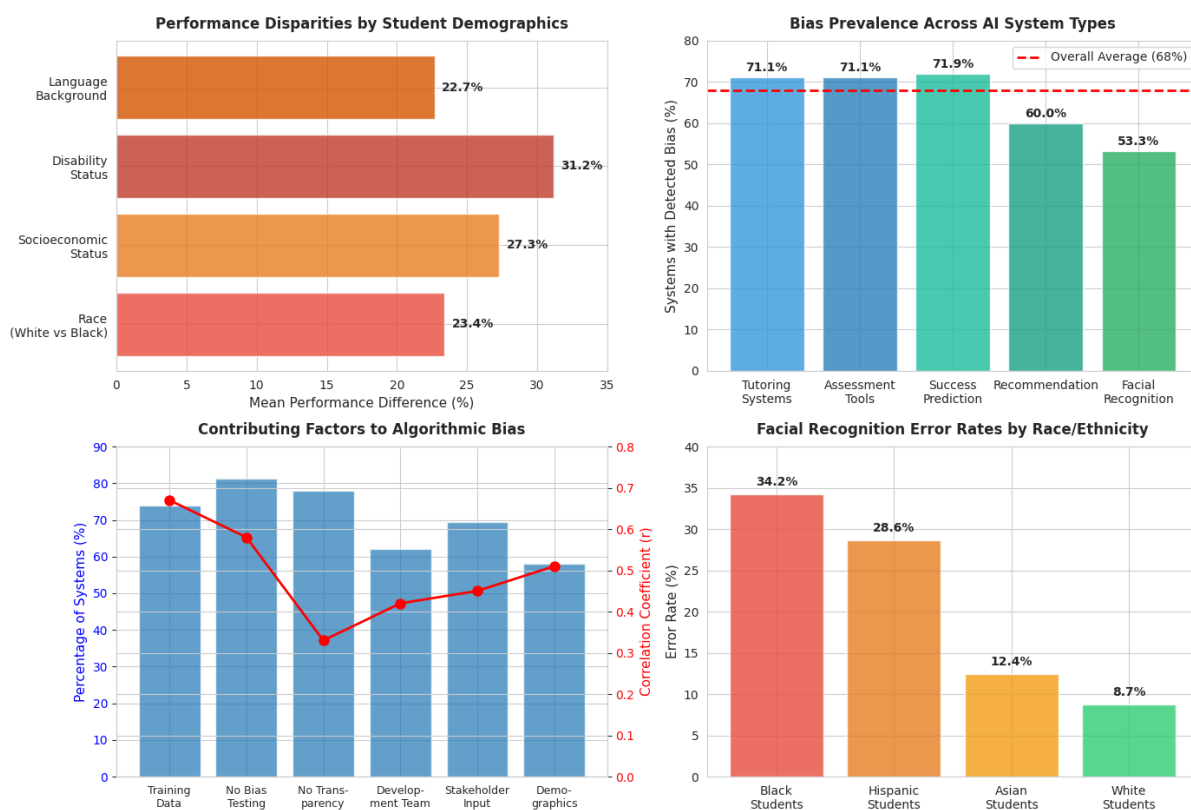 Performance Disparities by Student Demographics
Language
Background
22.7%
Disability
Status
31.2%
Socioeconomic
Status
27.3%
Race
(White vs Black)
23.4%
0 5 10 15 20 25 30 35
Mean Performance Difference (%)
Bias Prevalence Across AI System Types
Systems with Detected Bias (%)
80
70
60
50
40
30
20
10
0
Overall Average (68%)
71.1%
71.1%
71.9%
60.0%
53.3%
Tutoring
Systems
Assessment
Tools
Success
Prediction
Recommendation
Facial
Recognition
Contributing Factors to Algorithmic Bias
Percentage of Systems (%)
90
80
70
60
50
40
30
20
10
0
Correlation Coefficient (r)
0.8
0.7
0.6
0.5
0.4
0.3
0.2
0.1
0.0
Training
Data
No Bias
Testing
No Trans-
parency
Develop-
ment Team
Stakeholder
Input
Demo-
graphics
Facial Recognition Error Rates by Race/Ethnicity
Error Rate (%)
40
35
30
25
20
15
10
5
0
34.2%
28.6%
12.4%
8.7%
Black
Students
Hispanic
Students
Asian
Students
White
Students